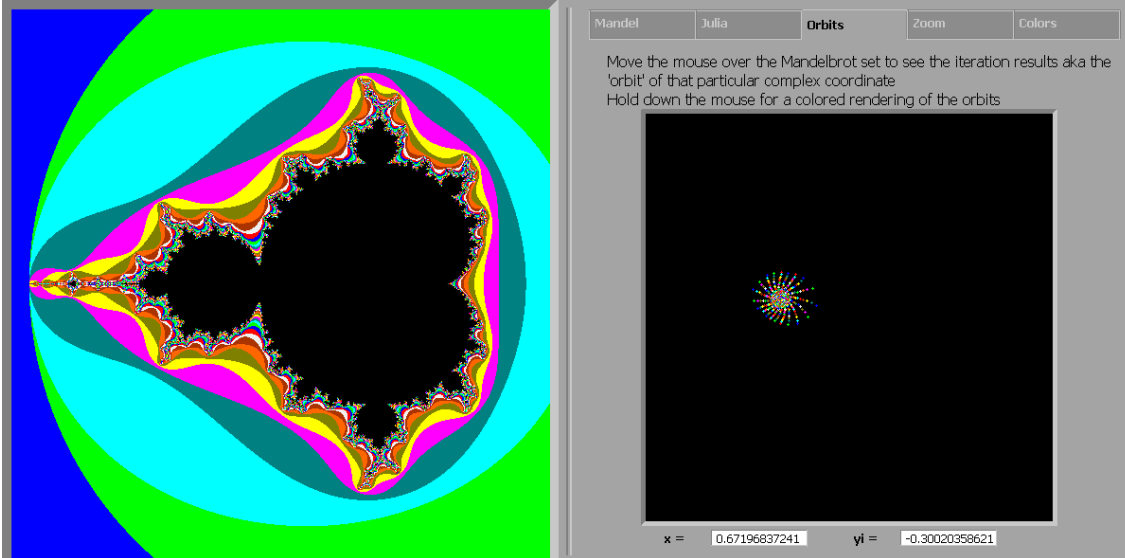 Mandel Julia Orbits Zoom Colors
Move the mouse over the Mandelbrot set to see the iteration results aka the
'orbit' of that particular complex coordinate
Hold down the mouse for a colored rendering of the orbits
x = 0.67196837241 yi = -0.30020358621